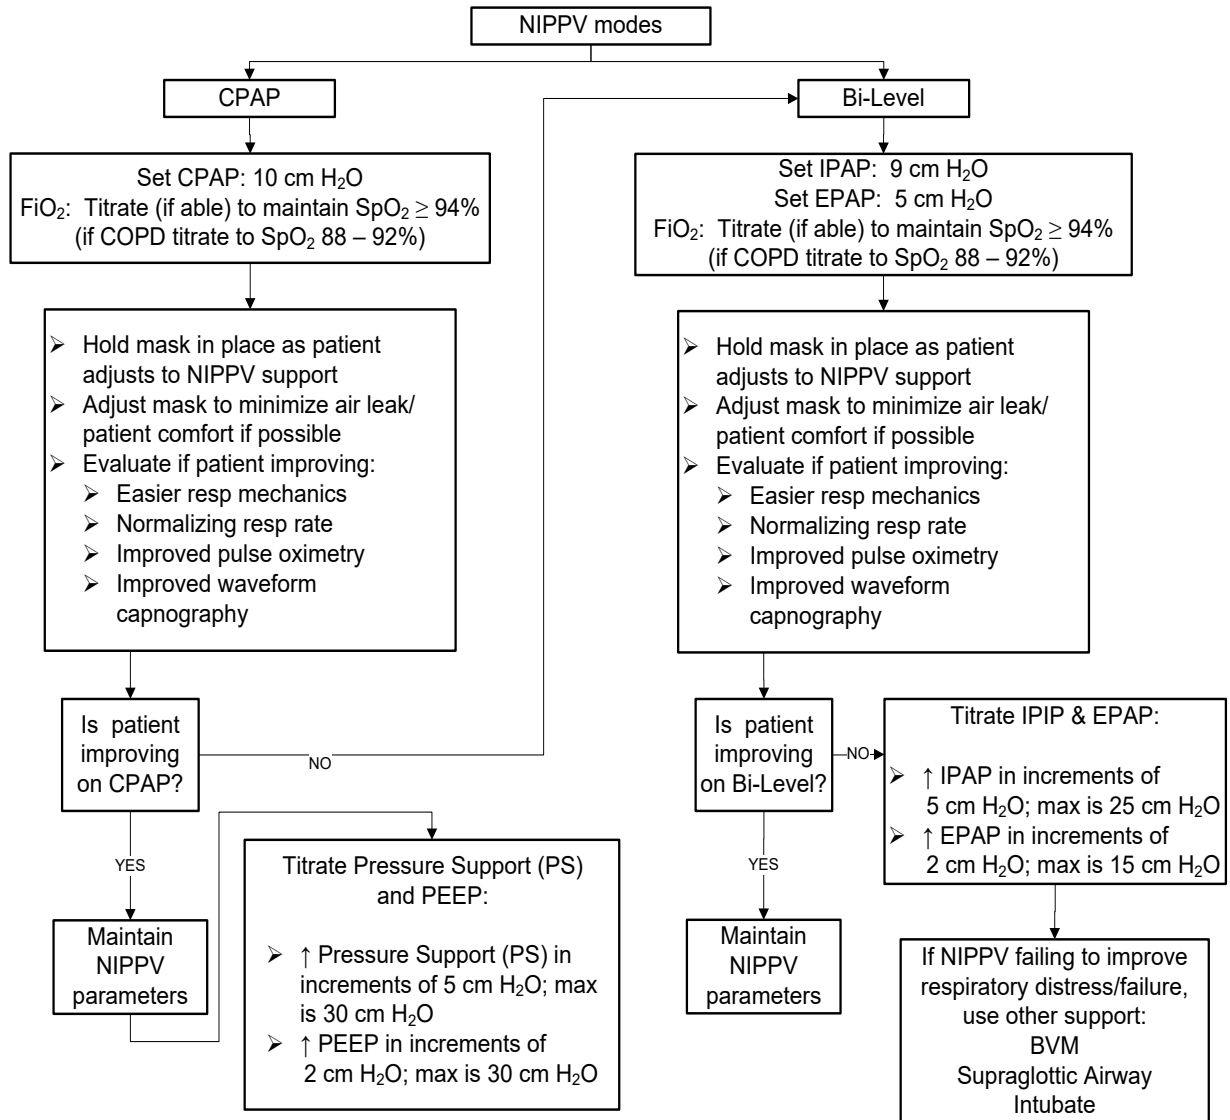 NIPPV modes
CPAP
Bi-Level
Set CPAP: 10 cm H₂O
FiO₂: Titrate (if able) to maintain SpO₂ ≥ 94%
(if COPD titrate to SpO₂ 88 – 92%)
Set IPAP: 9 cm H₂O
Set EPAP: 5 cm H₂O
FiO₂: Titrate (if able) to maintain SpO₂ ≥ 94%
(if COPD titrate to SpO₂ 88 – 92%)
➢ Hold mask in place as patient
adjusts to NIPPV support
➢ Adjust mask to minimize air leak/
patient comfort if possible
➢ Evaluate if patient improving:
➢ Easier resp mechanics
➢ Normalizing resp rate
➢ Improved pulse oximetry
➢ Improved waveform
capnography
➢ Hold mask in place as patient
adjusts to NIPPV support
➢ Adjust mask to minimize air leak/
patient comfort if possible
➢ Evaluate if patient improving:
➢ Easier resp mechanics
➢ Normalizing resp rate
➢ Improved pulse oximetry
➢ Improved waveform
capnography
Is patient
improving
on CPAP?
NO
YES
Maintain
NIPPV
parameters
Titrate Pressure Support (PS)
and PEEP:
➢ ↑ Pressure Support (PS) in
increments of 5 cm H₂O; max
is 30 cm H₂O
➢ ↑ PEEP in increments of
2 cm H₂O; max is 30 cm H₂O
Is patient
improving
on Bi-Level?
NO
YES
Maintain
NIPPV
parameters
Titrate IPIP & EPAP:
➢ ↑ IPAP in increments of
5 cm H₂O; max is 25 cm H₂O
➢ ↑ EPAP in increments of
2 cm H₂O; max is 15 cm H₂O
If NIPPV failing to improve
respiratory distress/failure,
use other support:
BVM
Supraglottic Airway
Intubate